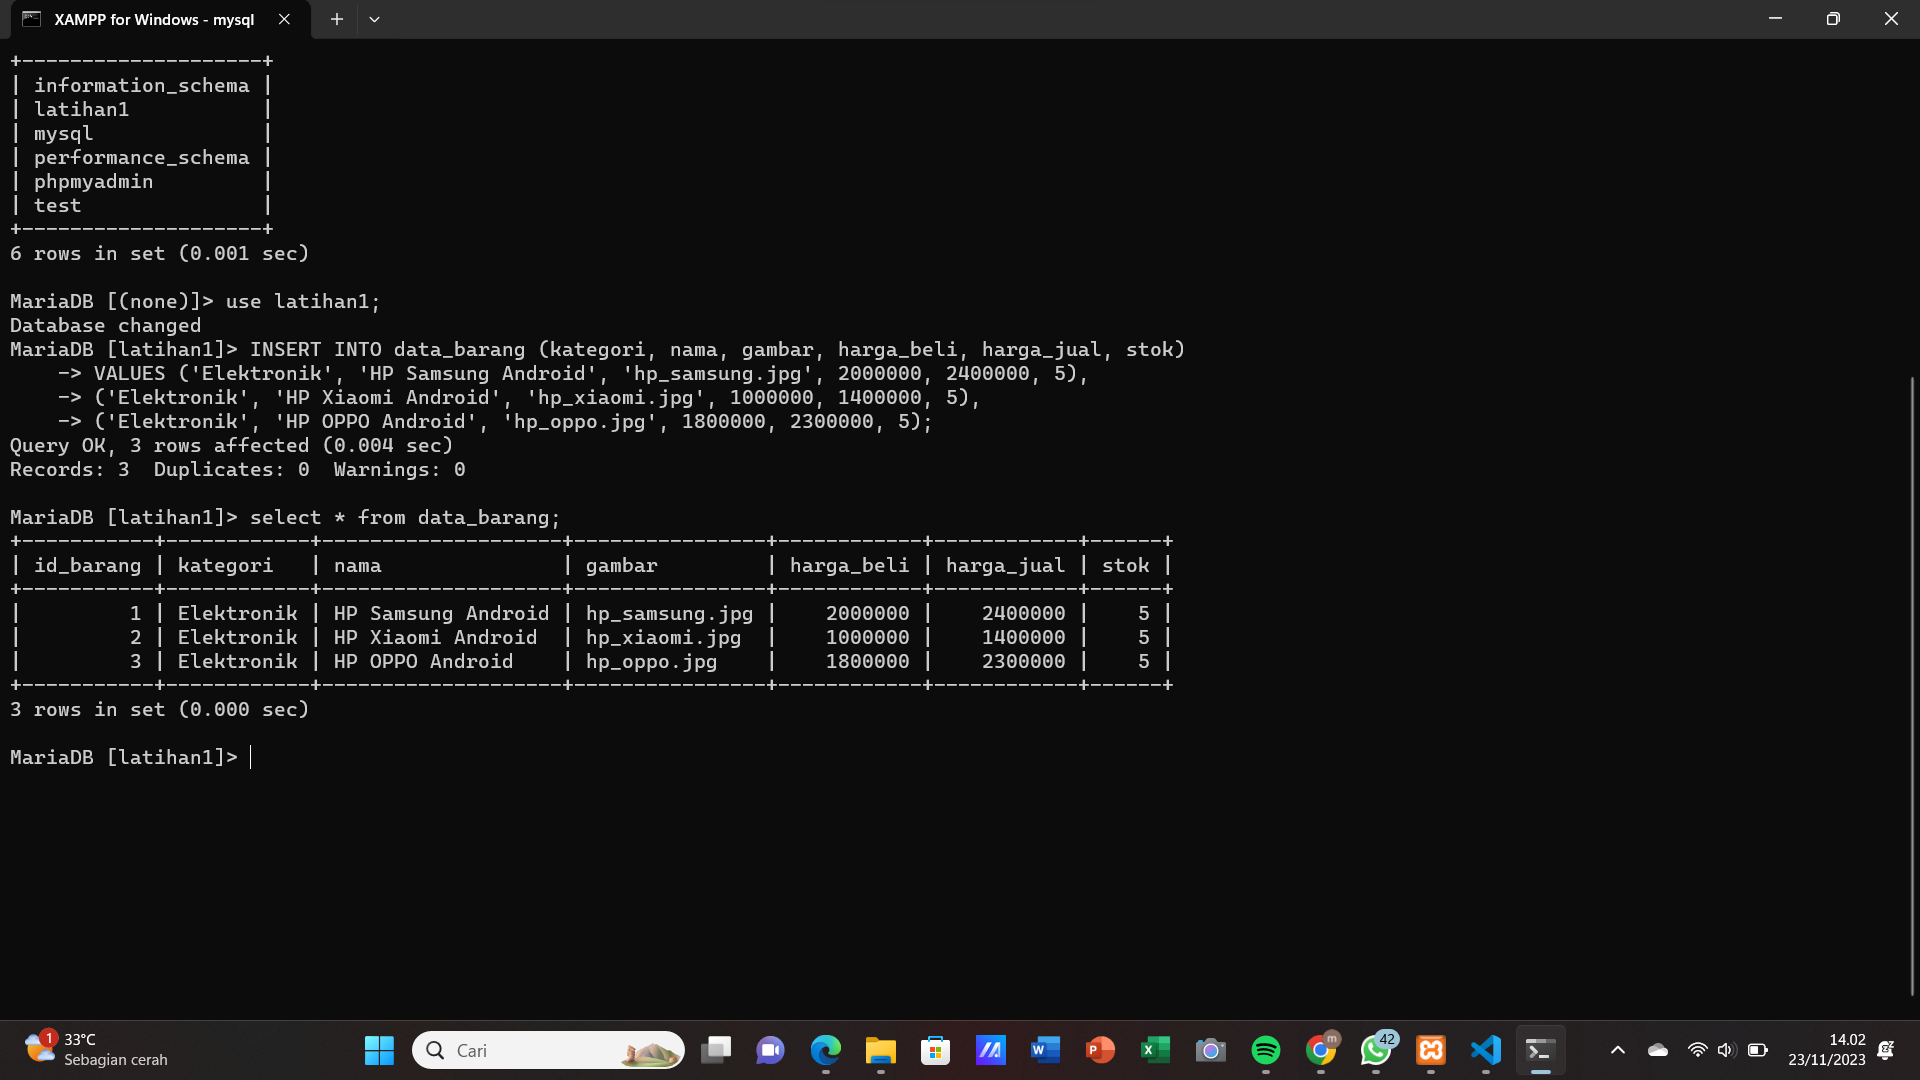 XAMPP for Windows - mysql
+--------------------+
| information_schema |
| latihan1           |
| mysql              |
| performance_schema |
| phpmyadmin         |
| test               |
+--------------------+
6 rows in set (0.001 sec)

MariaDB [(none)]> use latihan1;
Database changed
MariaDB [latihan1]> INSERT INTO data_barang (kategori, nama, gambar, harga_beli, harga_jual, stok)
    -> VALUES ('Elektronik', 'HP Samsung Android', 'hp_samsung.jpg', 2000000, 2400000, 5),
    -> ('Elektronik', 'HP Xiaomi Android', 'hp_xiaomi.jpg', 1000000, 1400000, 5),
    -> ('Elektronik', 'HP OPPO Android', 'hp_oppo.jpg', 1800000, 2300000, 5);
Query OK, 3 rows affected (0.004 sec)
Records: 3  Duplicates: 0  Warnings: 0

MariaDB [latihan1]> select * from data_barang;
+-----------+------------+--------------------+----------------+------------+------------+------+
| id_barang | kategori   | nama               | gambar         | harga_beli | harga_jual | stok |
+-----------+------------+--------------------+----------------+------------+------------+------+
|         1 | Elektronik | HP Samsung Android | hp_samsung.jpg |    2000000 |    2400000 |    5 |
|         2 | Elektronik | HP Xiaomi Android  | hp_xiaomi.jpg  |    1000000 |    1400000 |    5 |
|         3 | Elektronik | HP OPPO Android    | hp_oppo.jpg    |    1800000 |    2300000 |    5 |
+-----------+------------+--------------------+----------------+------------+------------+------+
3 rows in set (0.000 sec)

MariaDB [latihan1]>
1
33°C
Sebagian cerah
Cari
W
P
X
m
42
14.02
23/11/2023